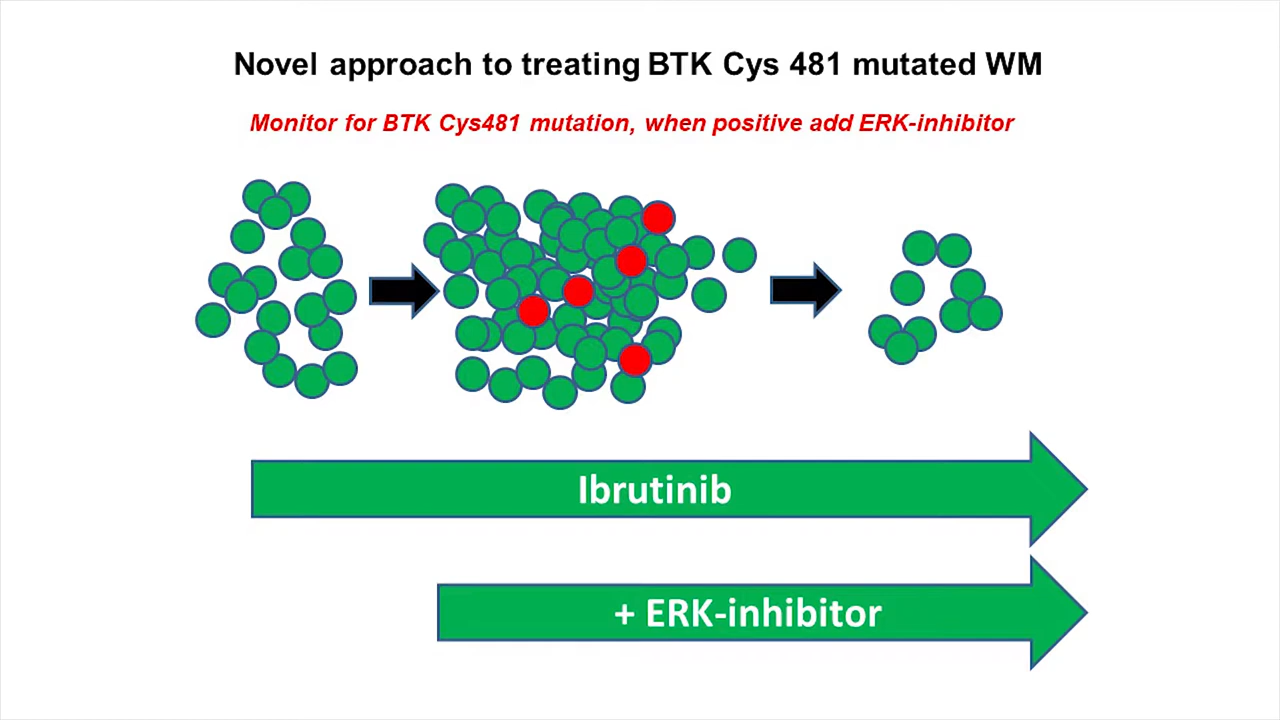 Novel approach to treating BTK Cys 481 mutated WM
Monitor for BTK Cys481 mutation, when positive add ERK-inhibitor
Ibrutinib
+ ERK-inhibitor